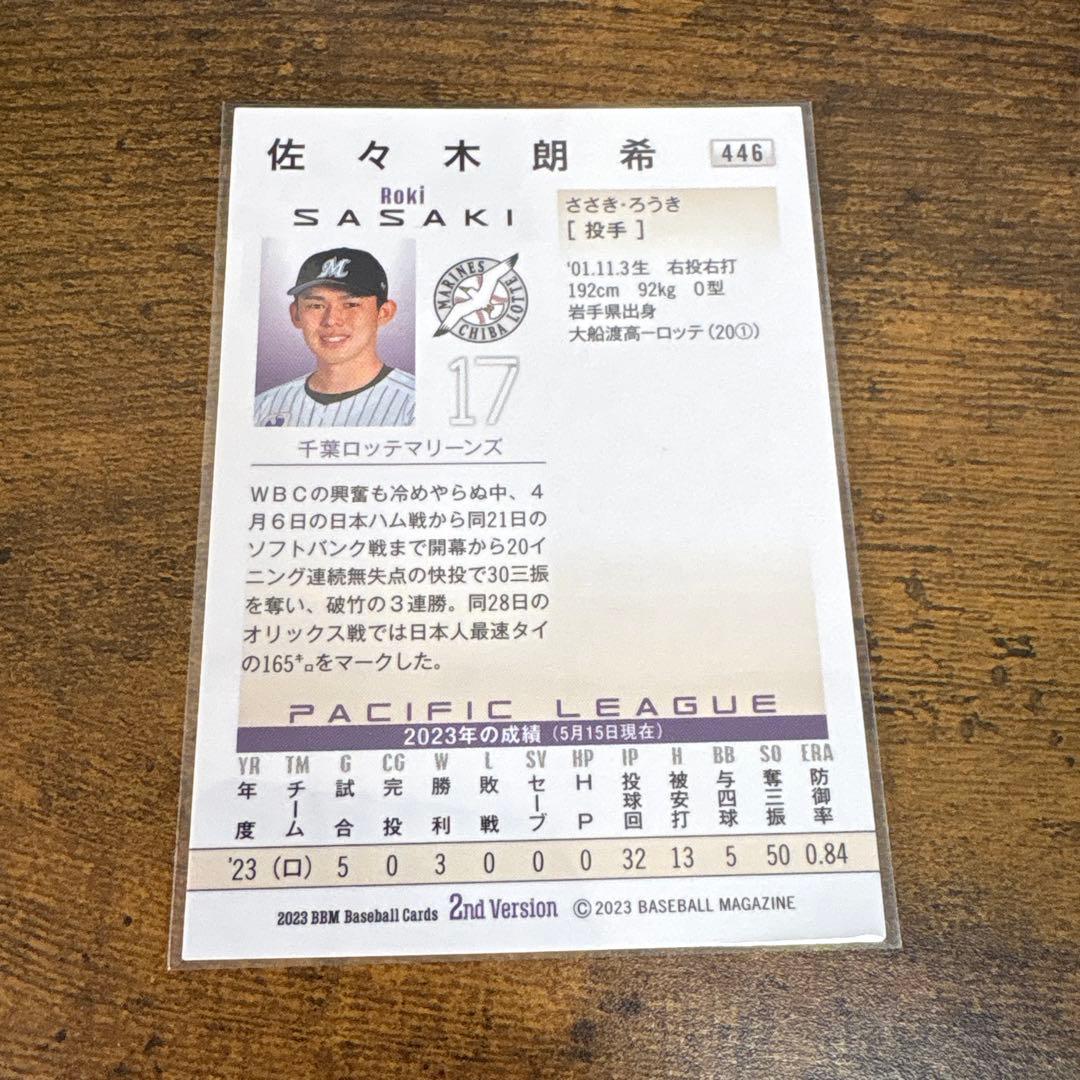 佐々木朗希 446
Roki
SASAKI
ささき・ろうき
[投手]
'01.11.3生 右投右打
192cm 92kg O型
岩手県出身
大船渡高ーロッテ(20①)
M
MARINES
CHIBA LOTTE
17
千葉ロッテマリーンズ
WBCの興奮も冷めやらぬ中、4
月6日の日本ハム戦から同21日の
ソフトバンク戦まで開幕から20イ
ニング連続無失点の快投で30三振
を奪い、破竹の3連勝。同28日の
オリックス戦では日本人最速タイ
の165㌔をマークした。
PACIFIC LEAGUE
2023年の成績(5月15日現在)
YR TM G CG W L SV HP IP H BB SO ERA
年度 チーム 試合 完投 勝利 敗戦 セーブ HP 投球回 被安打 与四球 奪三振 防御率
'23 (ロ) 5 0 3 0 0 0 32 13 5 50 0.84
2023 BBM Baseball Cards 2nd Version ©2023 BASEBALL MAGAZINE